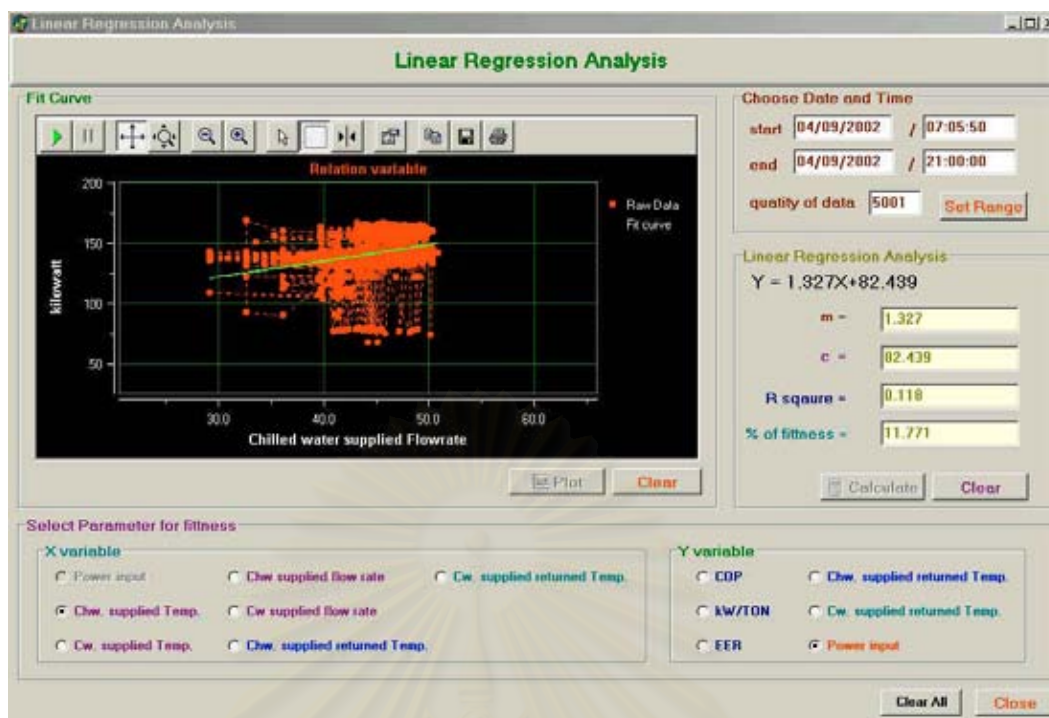 Linear Regression Analysis
Linear Regression Analysis
Fit Curve
Relation variable
200
150
100
50
kilowatt
30.0 40.0 50.0 60.0
Chilled water supplied Flowrate
Raw Data
Fit curve
Plot Clear
Choose Date and Time
start 04/09/2002 / 07:05:50
end 04/09/2002 / 21:00:00
quatity of data 5001 Set Range
Linear Regression Analysis
Y = 1.327X+82.439
m = 1.327
c = 82.439
R sqaure = 0.118
% of fittness = 11.771
Calculate Clear
Select Parameter for fittness
X variable
Power input Chw supplied flow rate Cw. supplied returned Temp.
Chw. supplied Temp. Cw supplied flow rate
Cw. supplied Temp. Chw. supplied returned Temp.
Y variable
COP Chw. supplied returned Temp.
kW/TON Cw. supplied returned Temp.
EER Power input
Clear All Close